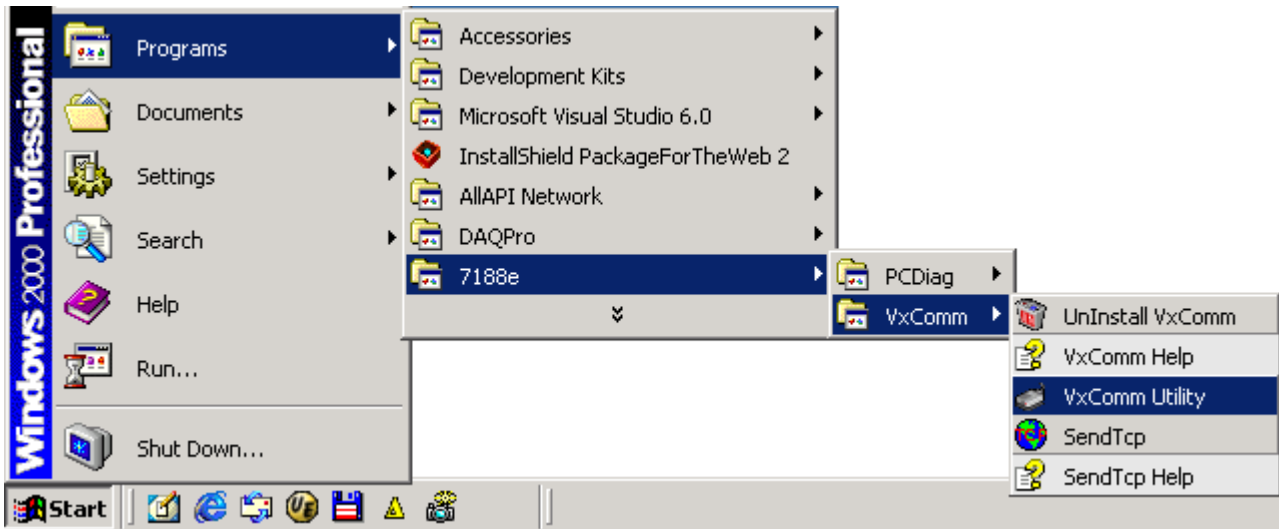 Windows 2000 Professional
Programs
Documents
Settings
Search
Help
Run...
Shut Down...
Start
Accessories
Development Kits
Microsoft Visual Studio 6.0
InstallShield PackageForTheWeb 2
AllAPI Network
DAQPro
7188e
PCDiag
VxComm
UnInstall VxComm
VxComm Help
VxComm Utility
SendTcp
SendTcp Help